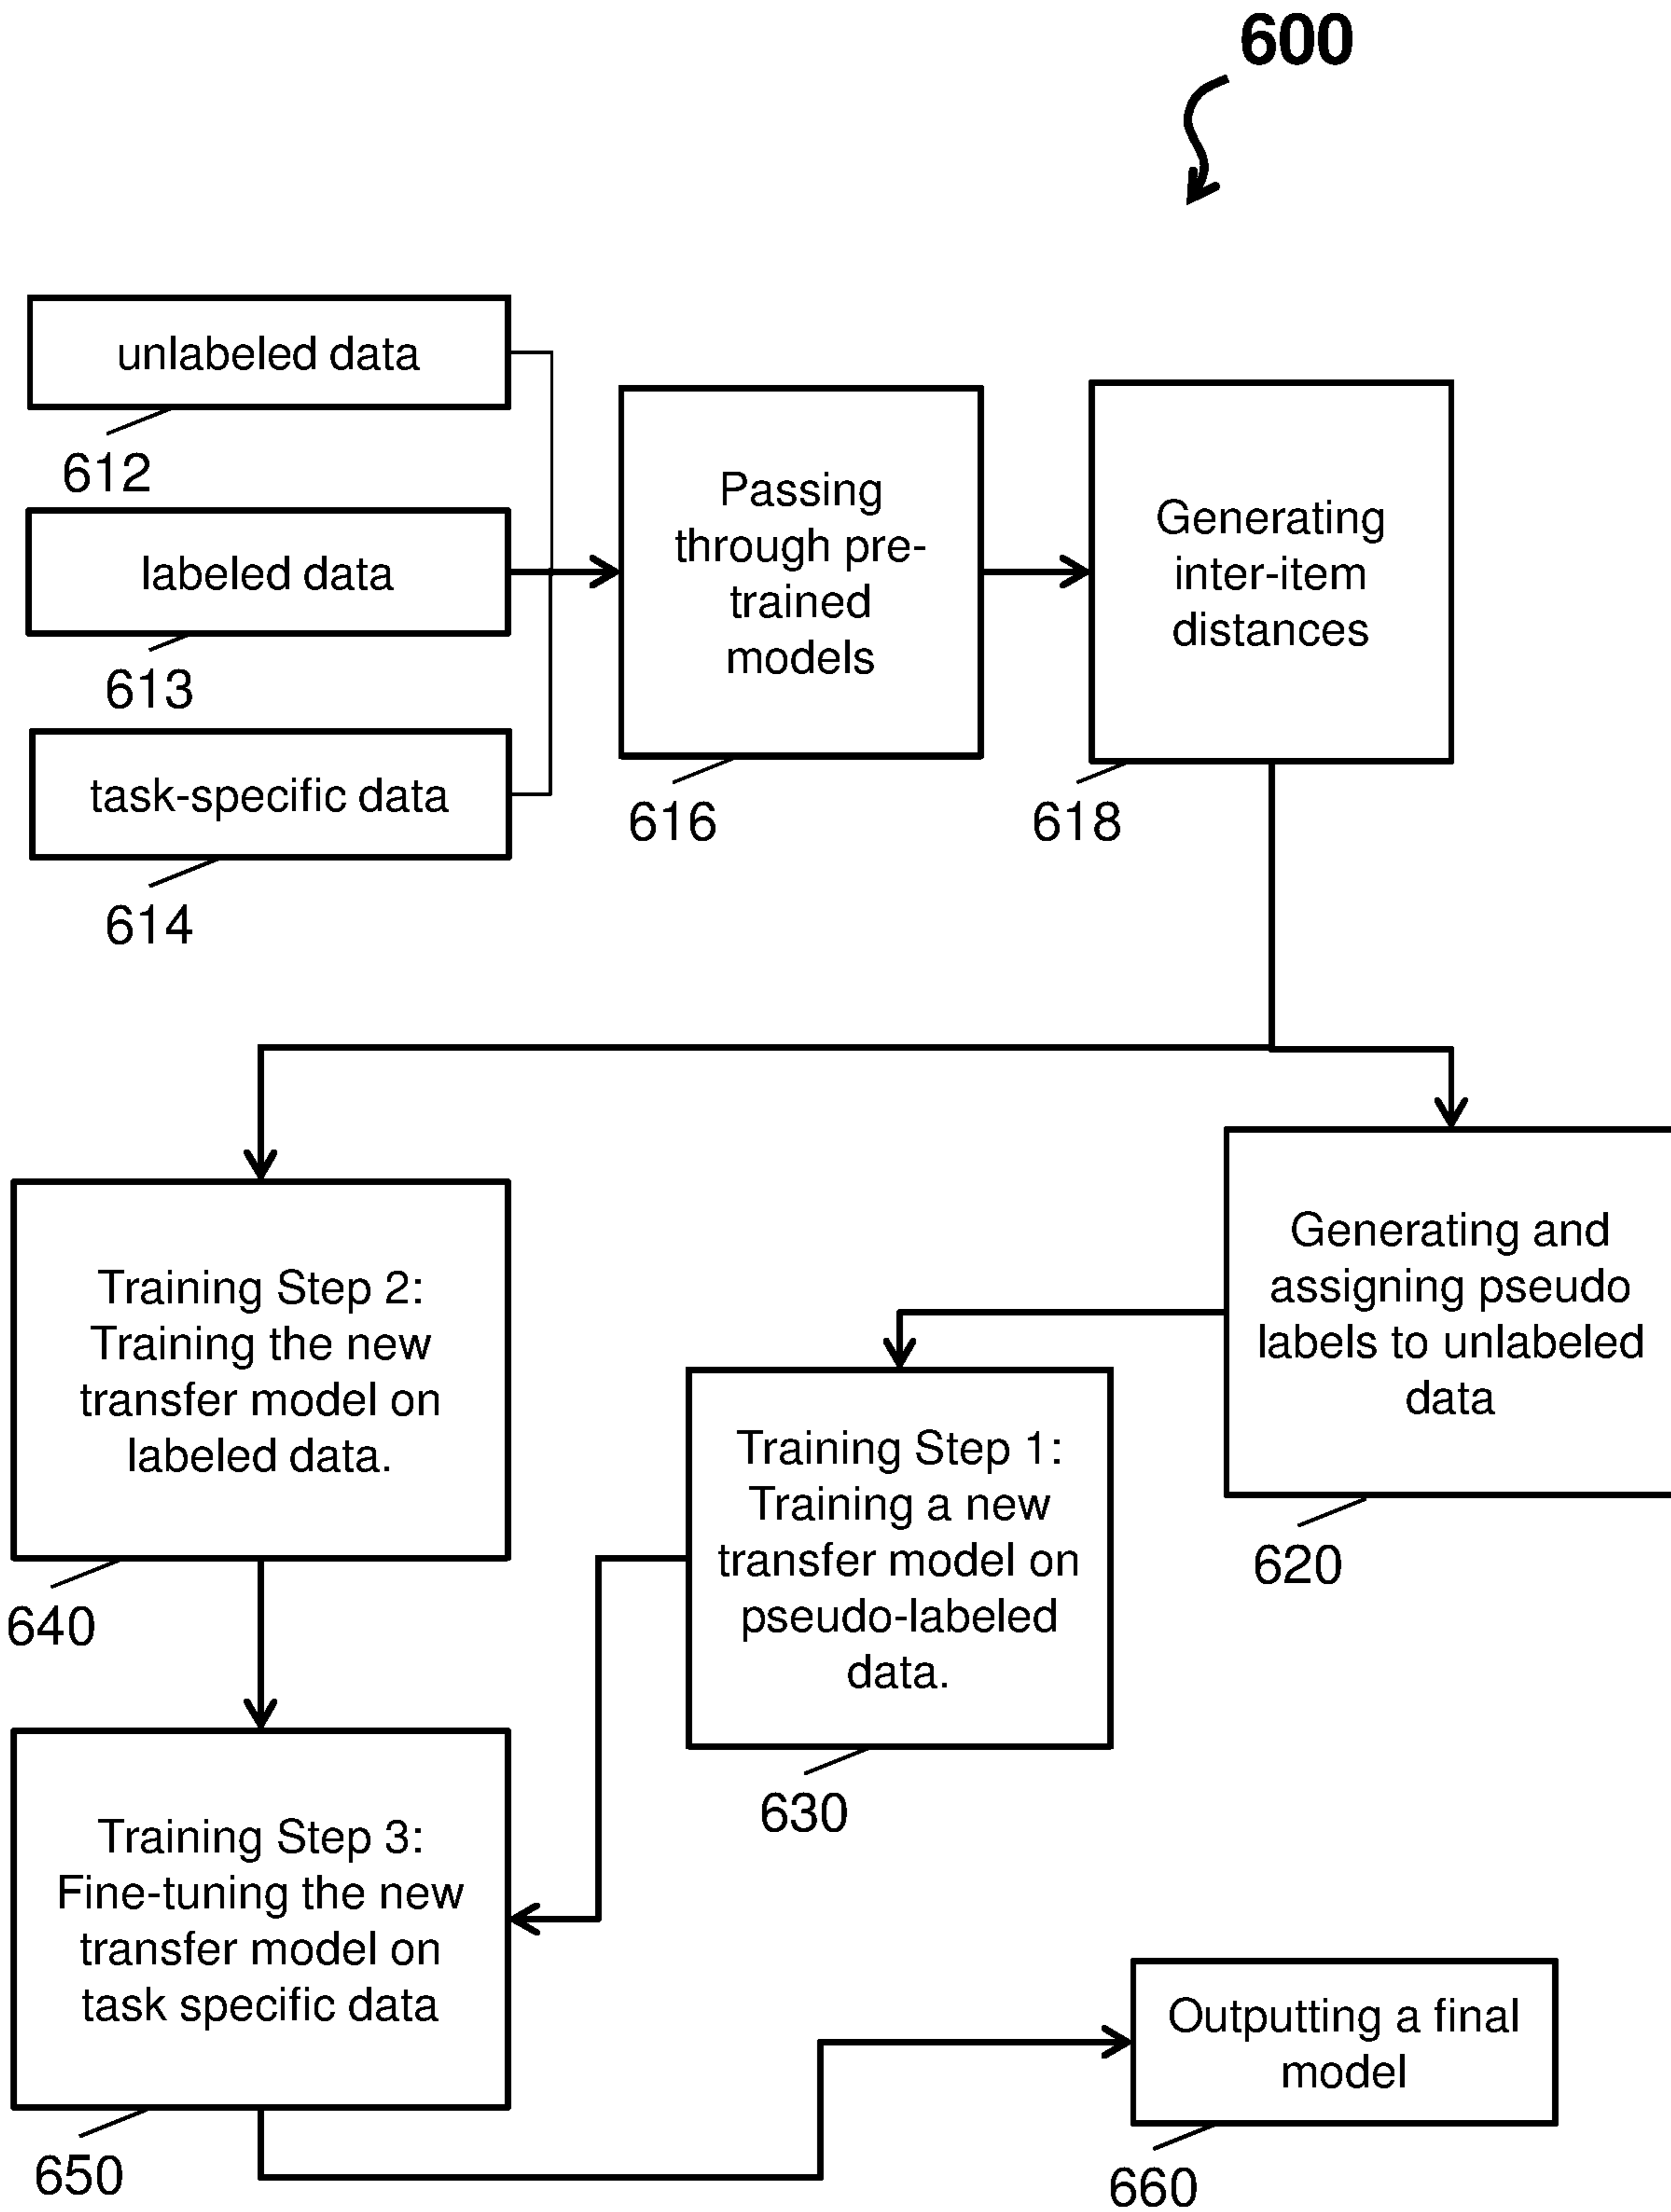 600
unlabeled data
612
labeled data
613
task-specific data
614
Passing
through pre-
trained
models
616
Generating
inter-item
distances
618
Generating and
assigning pseudo
labels to unlabeled
data
620
Training Step 2:
Training the new
transfer model on
labeled data.
640
Training Step 1:
Training a new
transfer model on
pseudo-labeled
data.
630
Training Step 3:
Fine-tuning the new
transfer model on
task specific data
650
Outputting a final
model
660